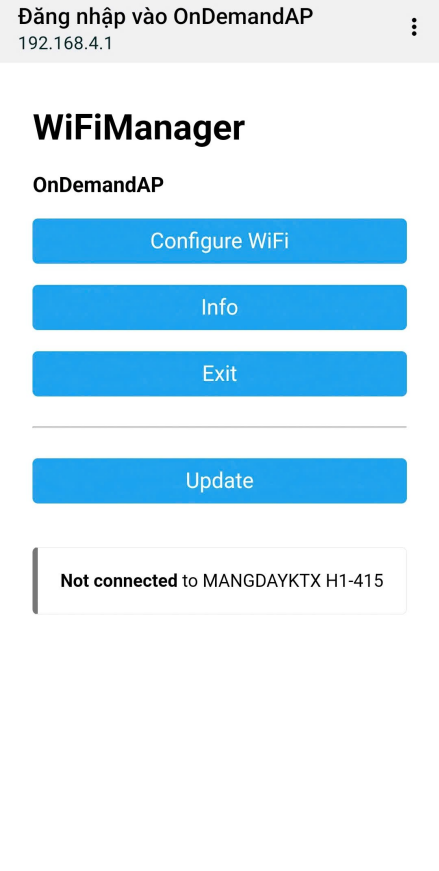 Đăng nhập vào OnDemandAP
192.168.4.1
WiFiManager
OnDemandAP
Configure WiFi
Info
Exit
Update
Not connected to MANGDAYKTX H1-415